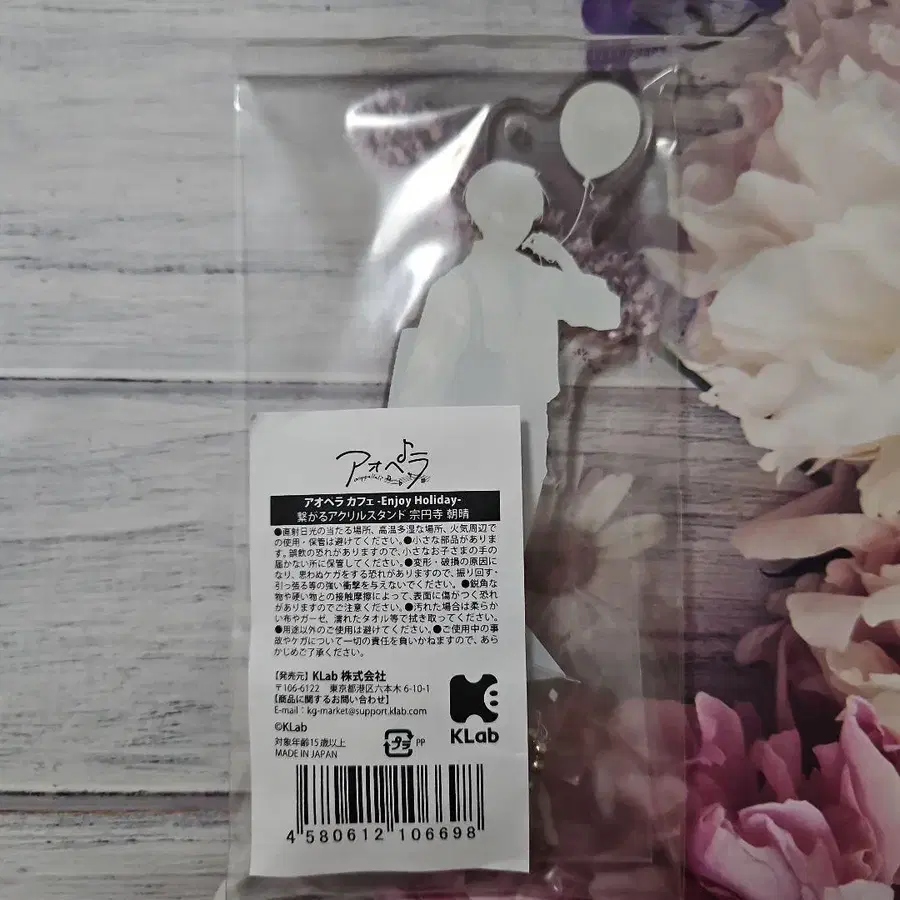 アオペラ
アオペラ カフェ -Enjoy Holiday-
繋がるアクリルスタンド 宗円寺 朝晴
●直射日光の当たる場所、高温多湿な場所、火気周辺で
の使用・保管は避けてください。●小さな部品がありま
す。誤飲の恐れがありますので、小さなお子さまの手の
届かない所に保管してください。●変形・破損の原因に
なり、思わぬケガをする恐れがありますので、振り回す・
引っ張る等の強い衝撃を与えないでください。●鋭角な
物や硬い物との接触摩擦によって、表面に傷がつく恐れ
がありますのでご注意ください。●汚れた場合は柔らか
い布やガーゼ、濡れたタオル等で拭き取ってください。
●用途以外のご使用は避けてください。●ご使用中の事
故やケガについて一切の責任を負いかねますので、あら
かじめご了承ください。
【発売元】KLab 株式会社
〒106-6122 東京都港区六本木 6-10-1
【商品に関するお問い合わせ】
E-mail : kg-market@support.klab.com
©KLab
KLab
対象年齢15歳以上
MADE IN JAPAN
プラ PP
4 580612 106698